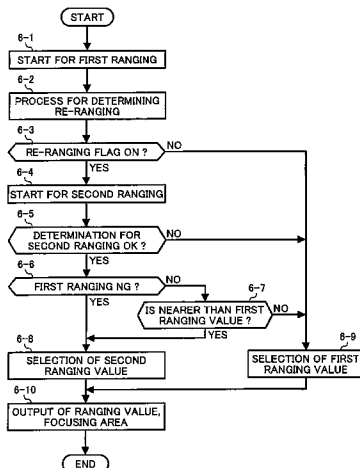 START
6-1
START FOR FIRST RANGING
6-2
PROCESS FOR DETERMINING
RE-RANGING
6-3
RE-RANGING FLAG ON ?
NO
YES
6-4
START FOR SECOND RANGING
6-5
DETERMINATION FOR
SECOND RANGING OK ?
NO
YES
6-6
FIRST RANGING NG ?
NO
YES
6-7
IS NEARER THAN FIRST
RANGING VALUE ?
NO
YES
6-8
SELECTION OF SECOND
RANGING VALUE
6-9
SELECTION OF FIRST
RANGING VALUE
6-10
OUTPUT OF RANGING VALUE,
FOCUSING AREA
END